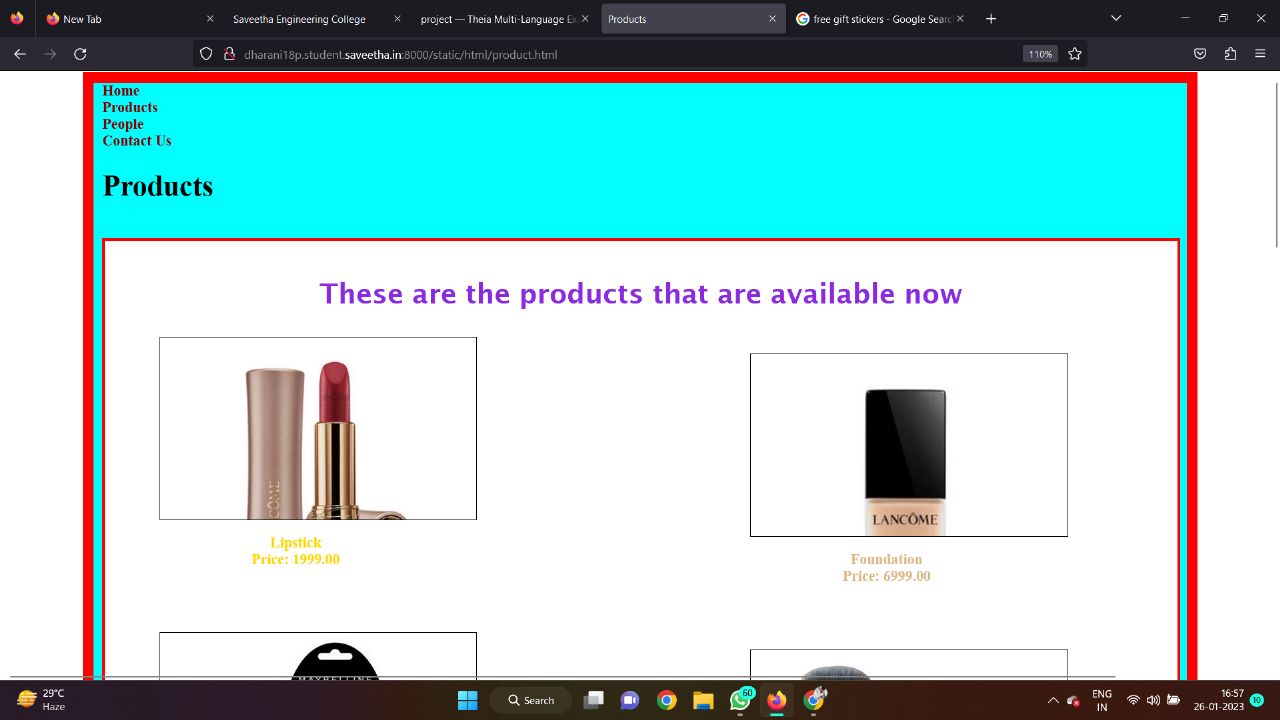 New Tab
Saveetha Engineering College
project — Theia Multi-Language Ex
Products
free gift stickers - Google Searc
dharani18p.student.saveetha.in:8000/static/html/product.html
110%
Home
Products
People
Contact Us
Products
These are the products that are available now
LANCÔME
Lipstick
Price: 1999.00
Foundation
Price: 6999.00
29°C
Haze
Search
60
ENG
IN
16:57
26-01-2023
10